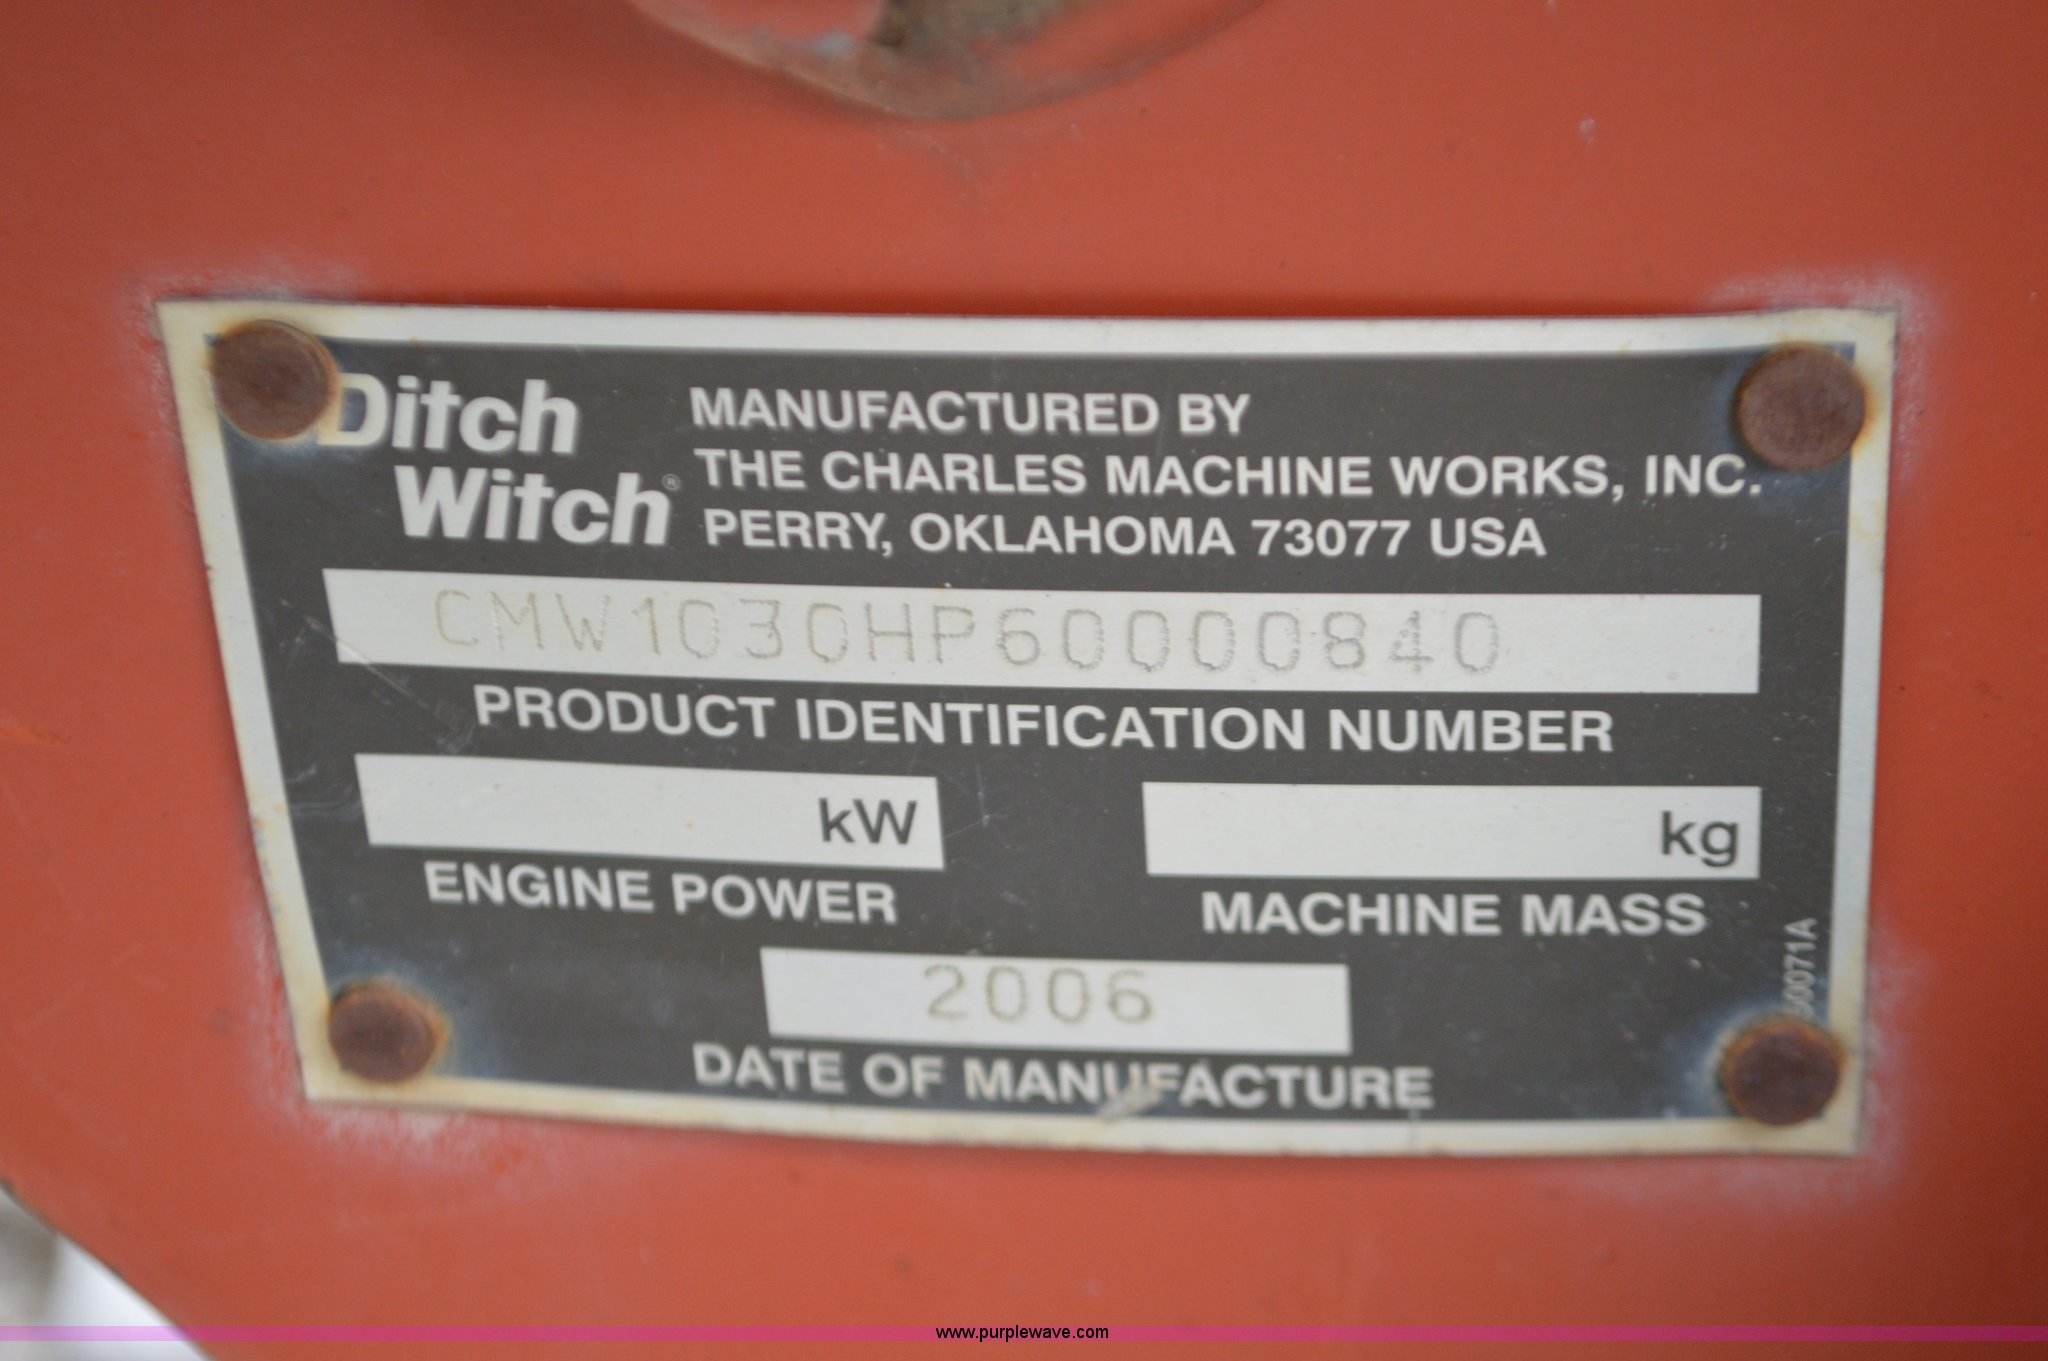 Ditch
Witch®
MANUFACTURED BY
THE CHARLES MACHINE WORKS, INC.
PERRY, OKLAHOMA 73077 USA
CMW1030HP60000840
PRODUCT IDENTIFICATION NUMBER
kW
ENGINE POWER
kg
MACHINE MASS
2006
DATE OF MANUFACTURE
www.purplewave.com